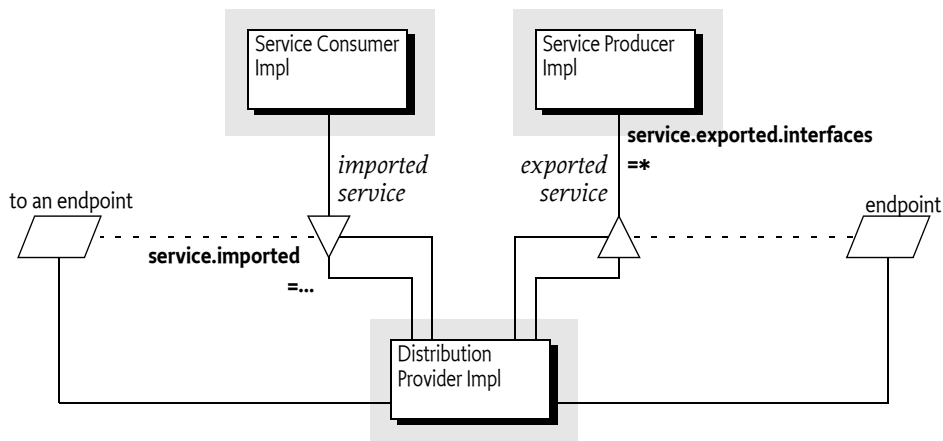 Service Consumer
Impl
Service Producer
Impl
service.exported.interfaces
=*
imported
service
exported
service
to an endpoint
endpoint
service.imported
=...
Distribution
Provider Impl